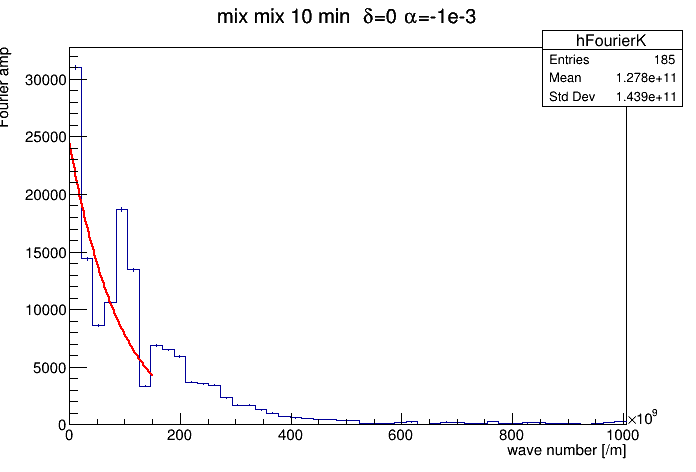 mix mix 10 min δ=0 α=-1e-3
hFourierK
Entries 185
Mean 1.278e+11
Std Dev 1.439e+11
Fourier amp
30000
25000
20000
15000
10000
5000
0
0 200 400 600 800 1000
×10⁹
wave number [/m]